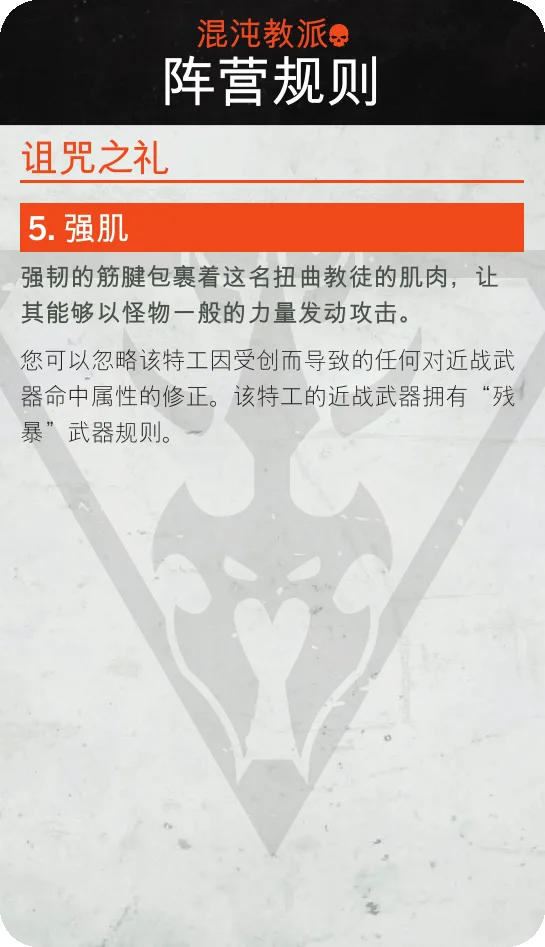 混沌教派
阵营规则
诅咒之礼
5. 强肌
强韧的筋腱包裹着这名扭曲教徒的肌肉，让
其能够以怪物一般的力量发动攻击。
您可以忽略该特工因受创而导致的任何对近战武
器命中属性的修正。该特工的近战武器拥有“残
暴”武器规则。